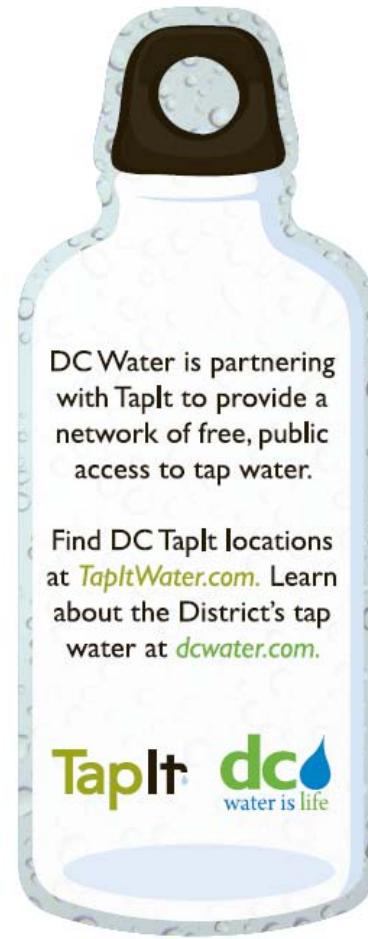 DC Water is partnering
with TapIt to provide a
network of free, public
access to tap water.
Find DC TapIt locations
at TapItWater.com. Learn
about the District's tap
water at dcwater.com.
TapIt
dc
water is life